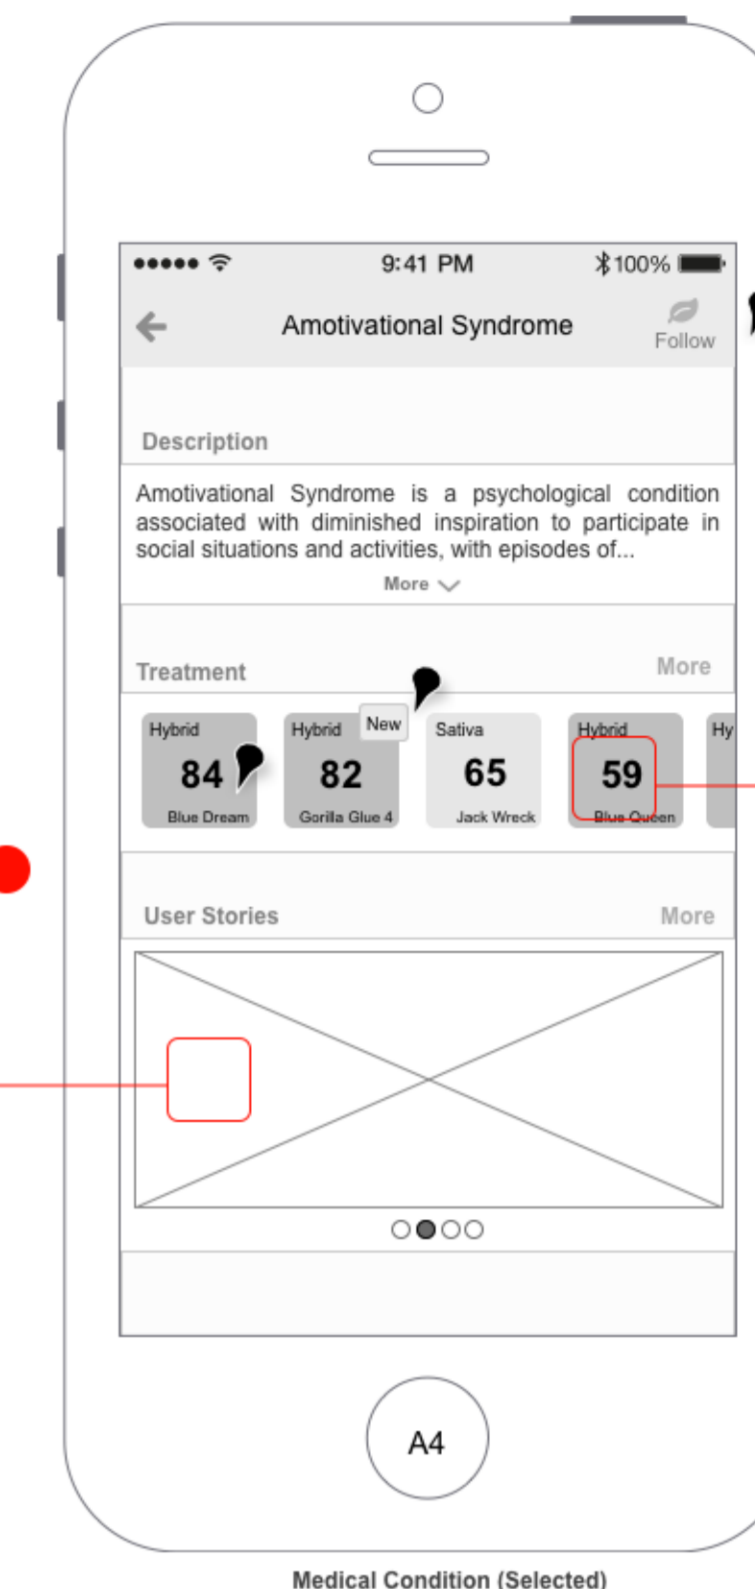 9:41 PM
100%
Amotivational Syndrome
Follow
Description
Amotivational Syndrome is a psychological condition
associated with diminished inspiration to participate in
social situations and activities, with episodes of...
More
Treatment
More
Hybrid
84
Blue Dream
Hybrid
New
82
Gorilla Glue 4
Sativa
65
Jack Wreck
Hybrid
59
Blue Queen
Hy
User Stories
More
A4
Medical Condition (Selected)